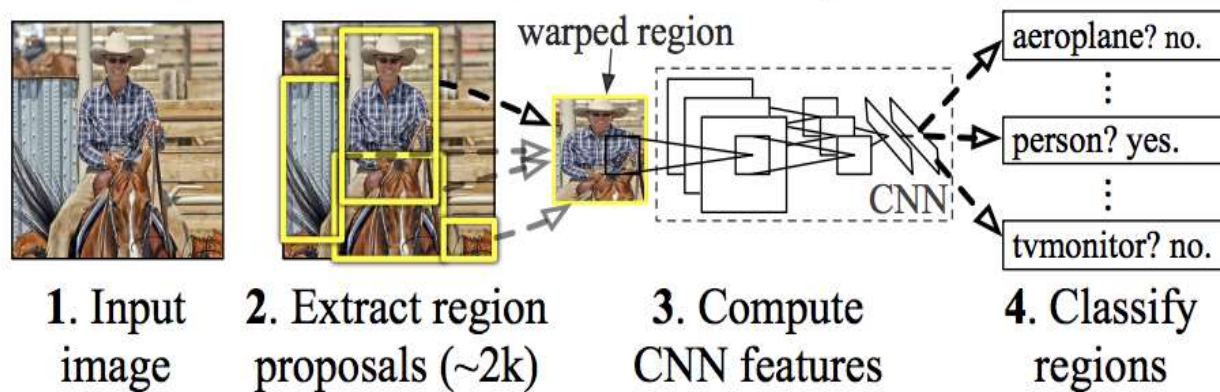 warped region
aeroplane? no.
person? yes.
CNN
tvmonitor? no.
1. Input
image
2. Extract region
proposals (~2k)
3. Compute
CNN features
4. Classify
regions